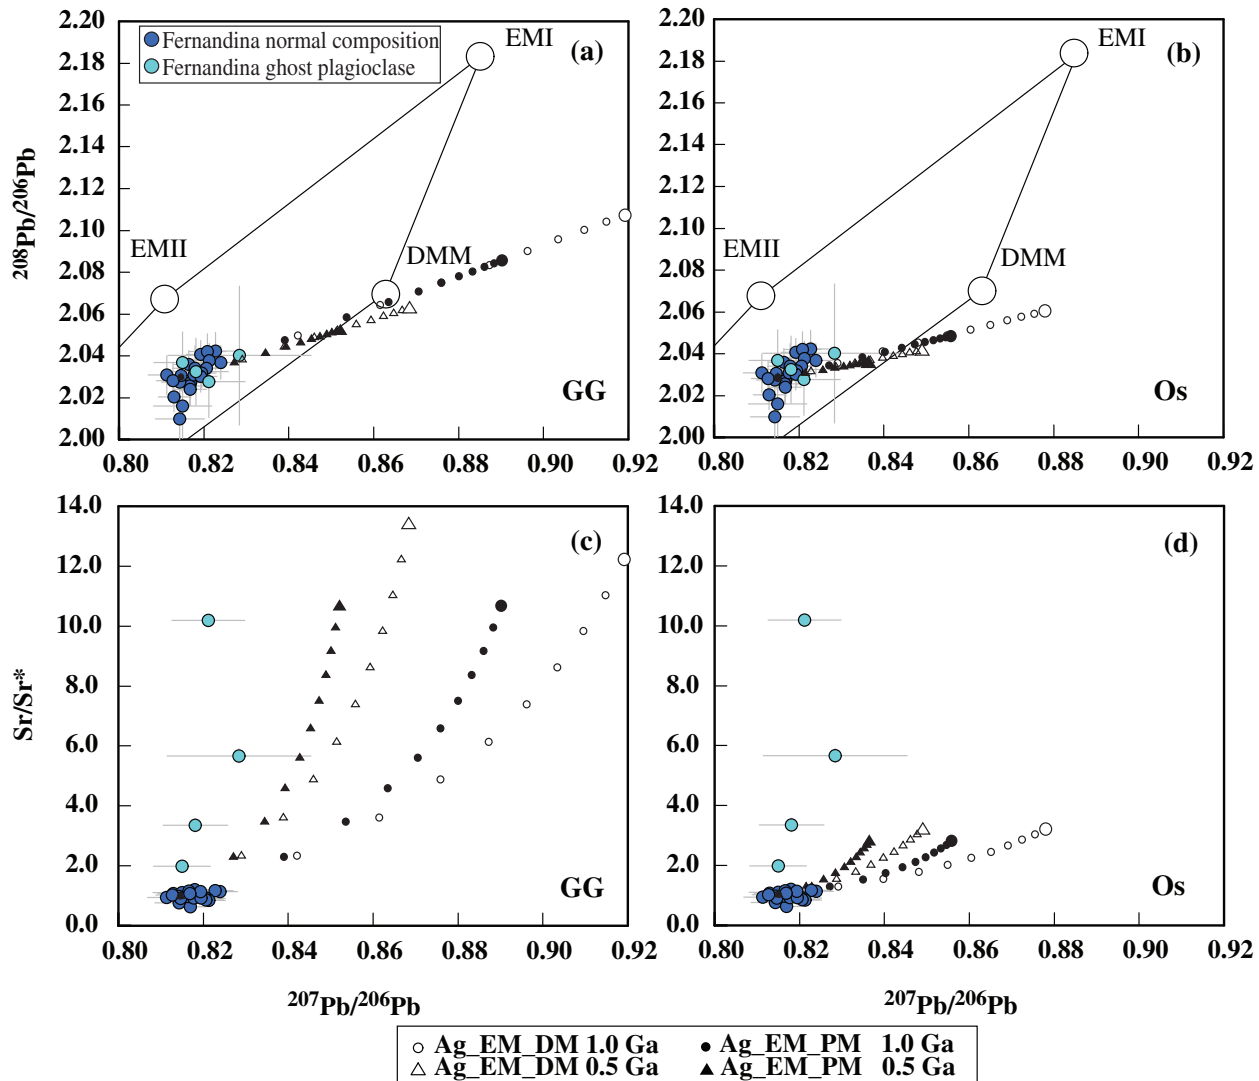 Fernandina normal composition
Fernandina ghost plagioclase
(a)
EMI
EMII
DMM
GG
2.20
2.18
2.16
2.14
2.12
2.10
2.08
2.06
2.04
2.02
2.00
208Pb/206Pb
0.80 0.82 0.84 0.86 0.88 0.90 0.92
(b)
EMI
EMII
DMM
Os
2.20
2.18
2.16
2.14
2.12
2.10
2.08
2.06
2.04
2.02
2.00
0.80 0.82 0.84 0.86 0.88 0.90 0.92
(c)
GG
14.0
12.0
10.0
8.0
6.0
4.0
2.0
0.0
Sr/Sr*
0.80 0.82 0.84 0.86 0.88 0.90 0.92
207Pb/206Pb
(d)
Os
14.0
12.0
10.0
8.0
6.0
4.0
2.0
0.0
0.80 0.82 0.84 0.86 0.88 0.90 0.92
207Pb/206Pb
Ag_EM_DM 1.0 Ga
Ag_EM_PM 1.0 Ga
Ag_EM_DM 0.5 Ga
Ag_EM_PM 0.5 Ga